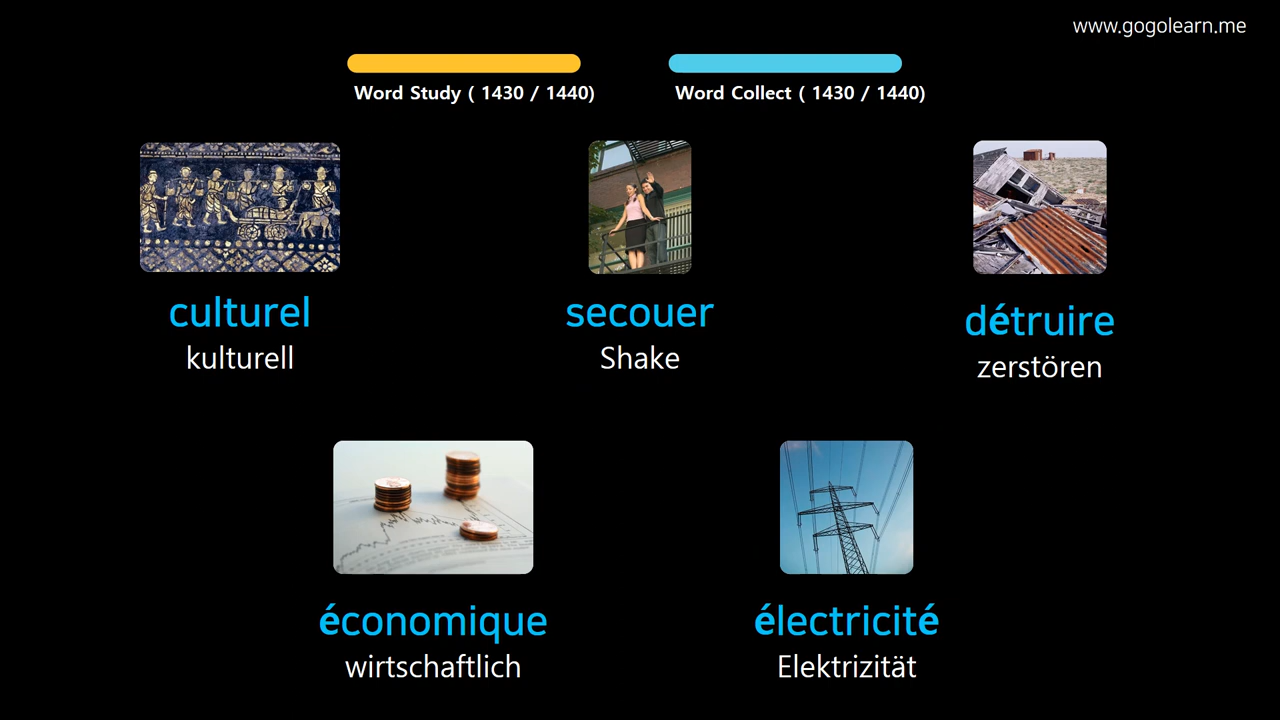 www.gogolearn.me
Word Study ( 1430 / 1440)
Word Collect ( 1430 / 1440)
culturel
kulturell
secouer
Shake
détruire
zerstören
économique
wirtschaftlich
électricité
Elektrizität